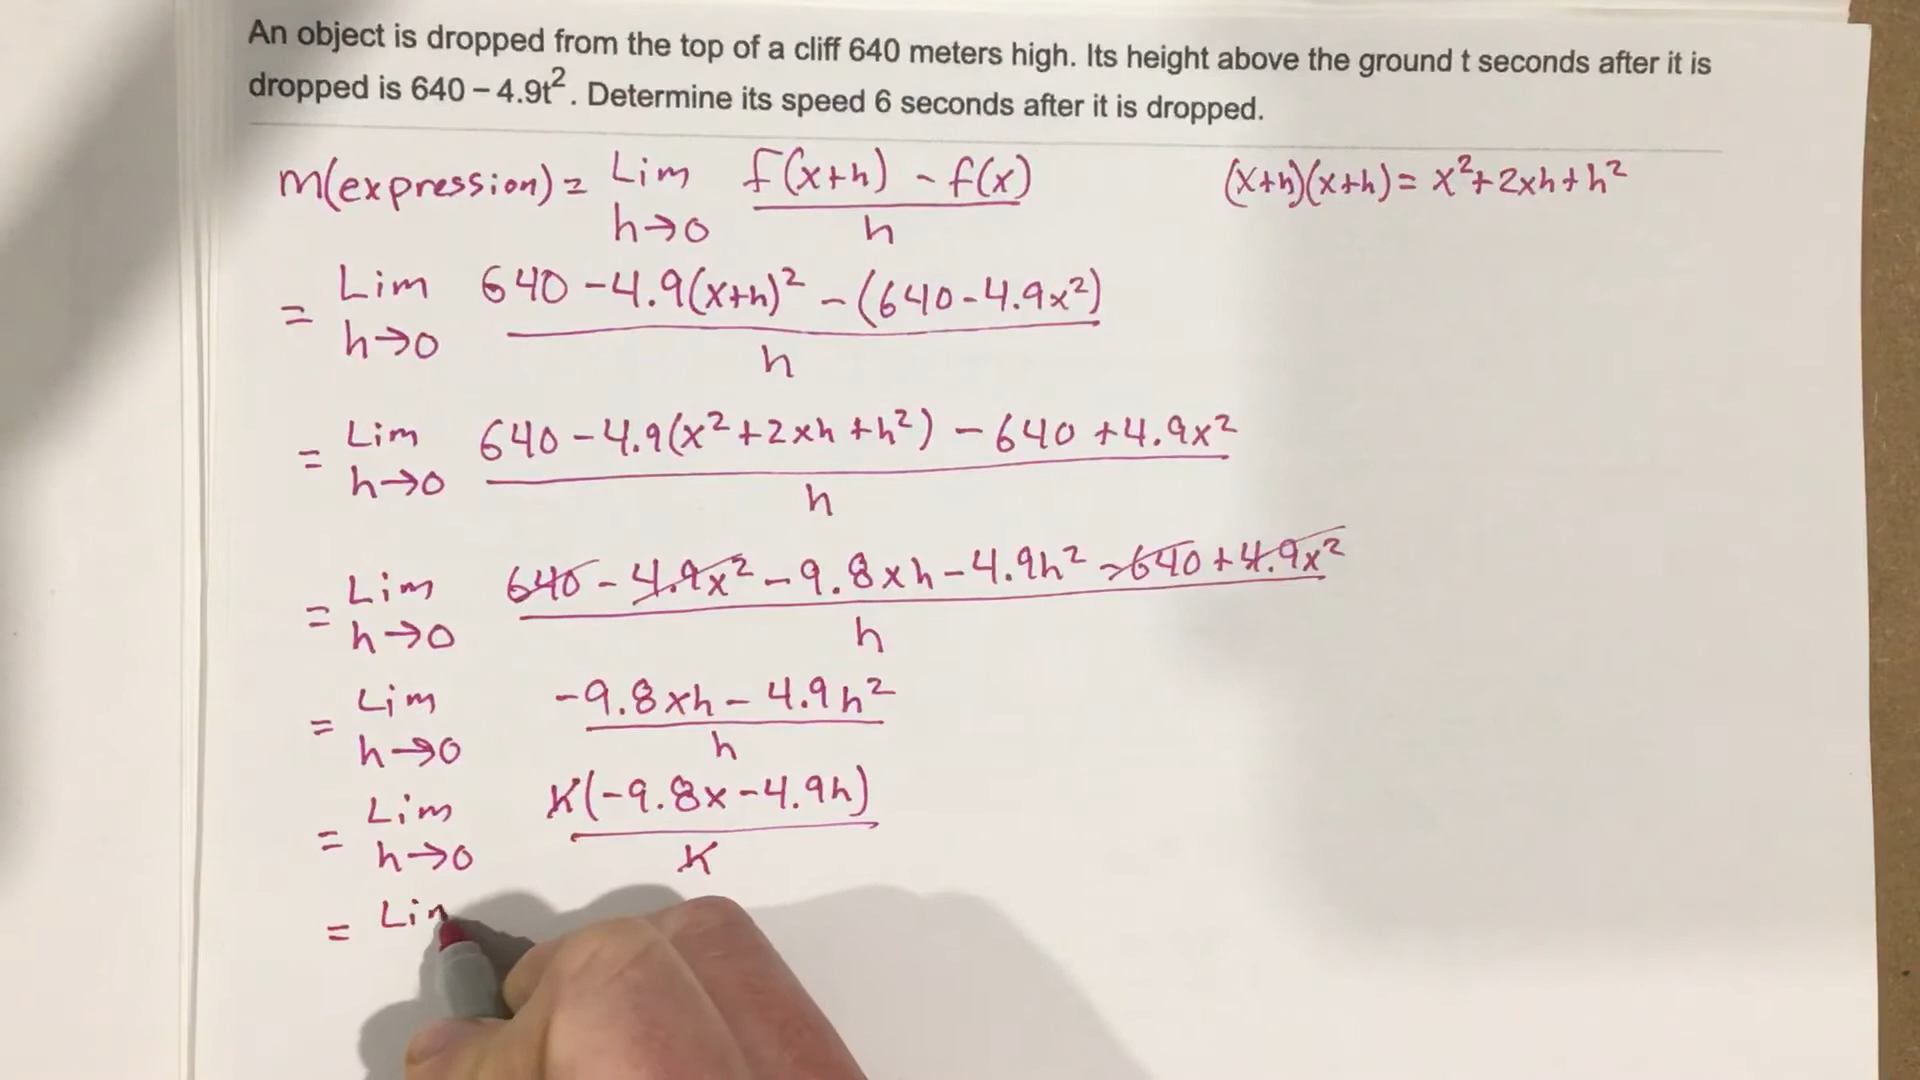 An object is dropped from the top of a cliff 640 meters high. Its height above the ground t seconds after it is
dropped is 640 – 4.9t². Determine its speed 6 seconds after it is dropped.
m(expression) = Lim f(x+h) - f(x)
h→0 h
(x+h)(x+h) = x²+2xh+h²
= Lim 640 -4.9(x+h)² - (640-4.9x²)
h→0 h
= Lim 640 -4.9(x²+2xh+h²) - 640 +4.9x²
h→0 h
= Lim 640 - 4.9x² - 9.8xh - 4.9h² - 640 + 4.9x²
h→0 h
= Lim -9.8xh - 4.9h²
h→0 h
= Lim h(-9.8x-4.9h)
h→0 h
= Lim